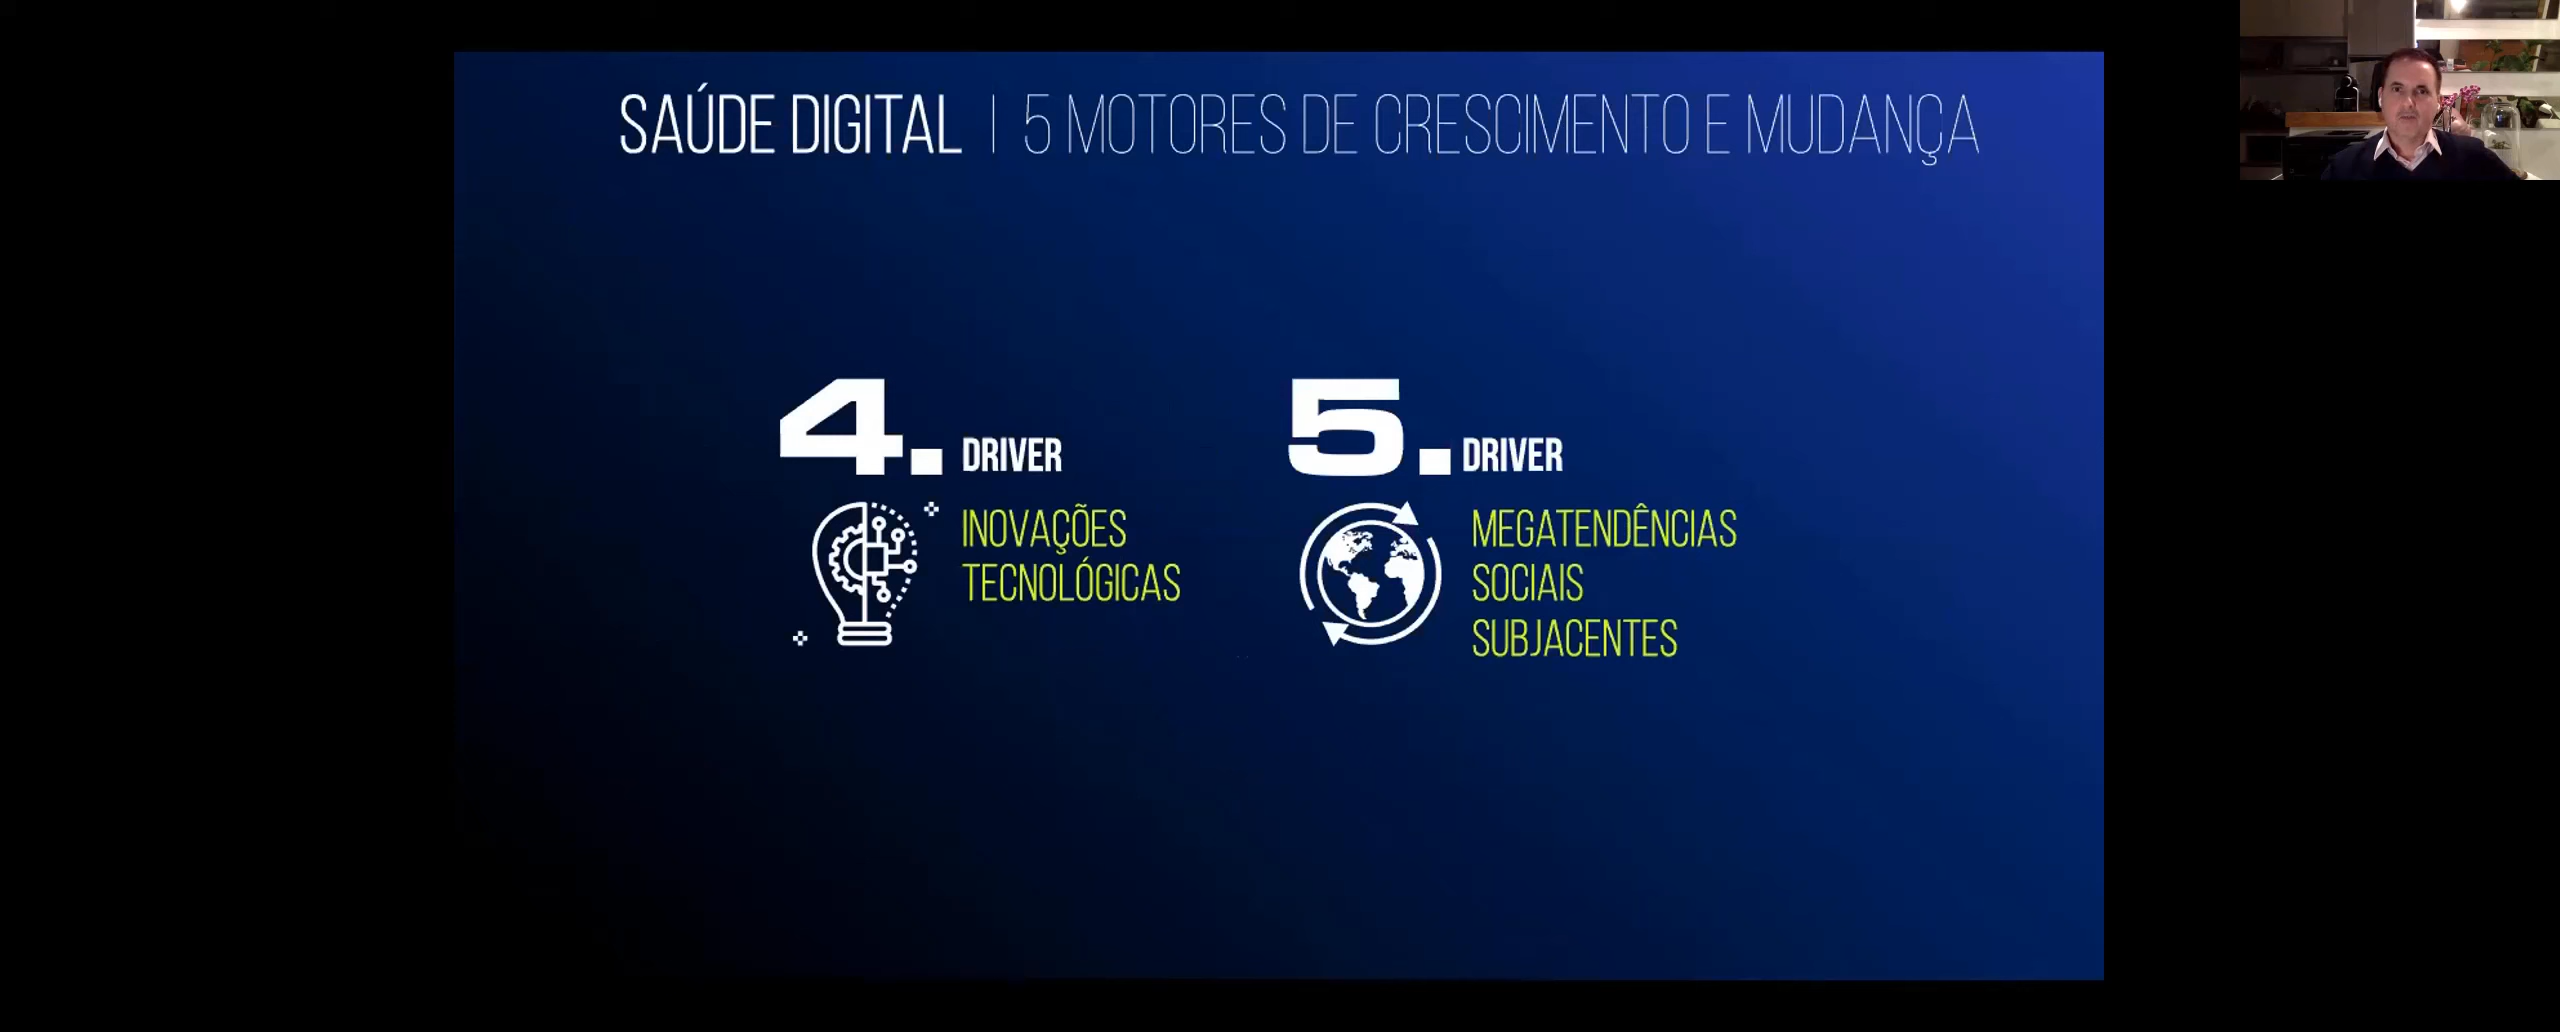 SAÚDE DIGITAL | 5 MOTORES DE CRESCIMENTO E MUDANÇA
4. DRIVER
INOVAÇÕES
TECNOLÓGICAS
5. DRIVER
MEGATENDÊNCIAS
SOCIAIS
SUBJACENTES